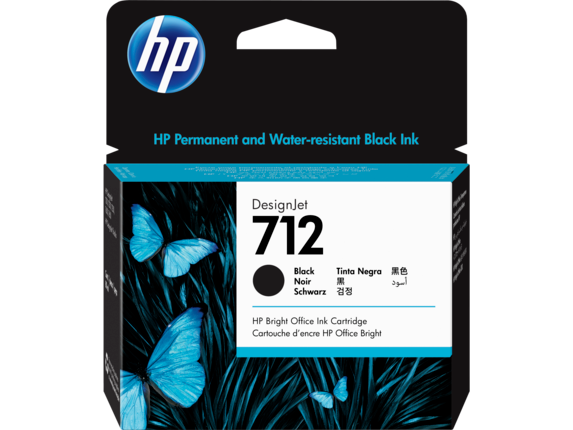 hp
HP Permanent and Water-resistant Black Ink
DesignJet
712
Black Tinta Negra 黑色
Noir 黒 أسود
Schwarz 검정
HP Bright Office Ink Cartridge
Cartouche d'encre HP Office Bright